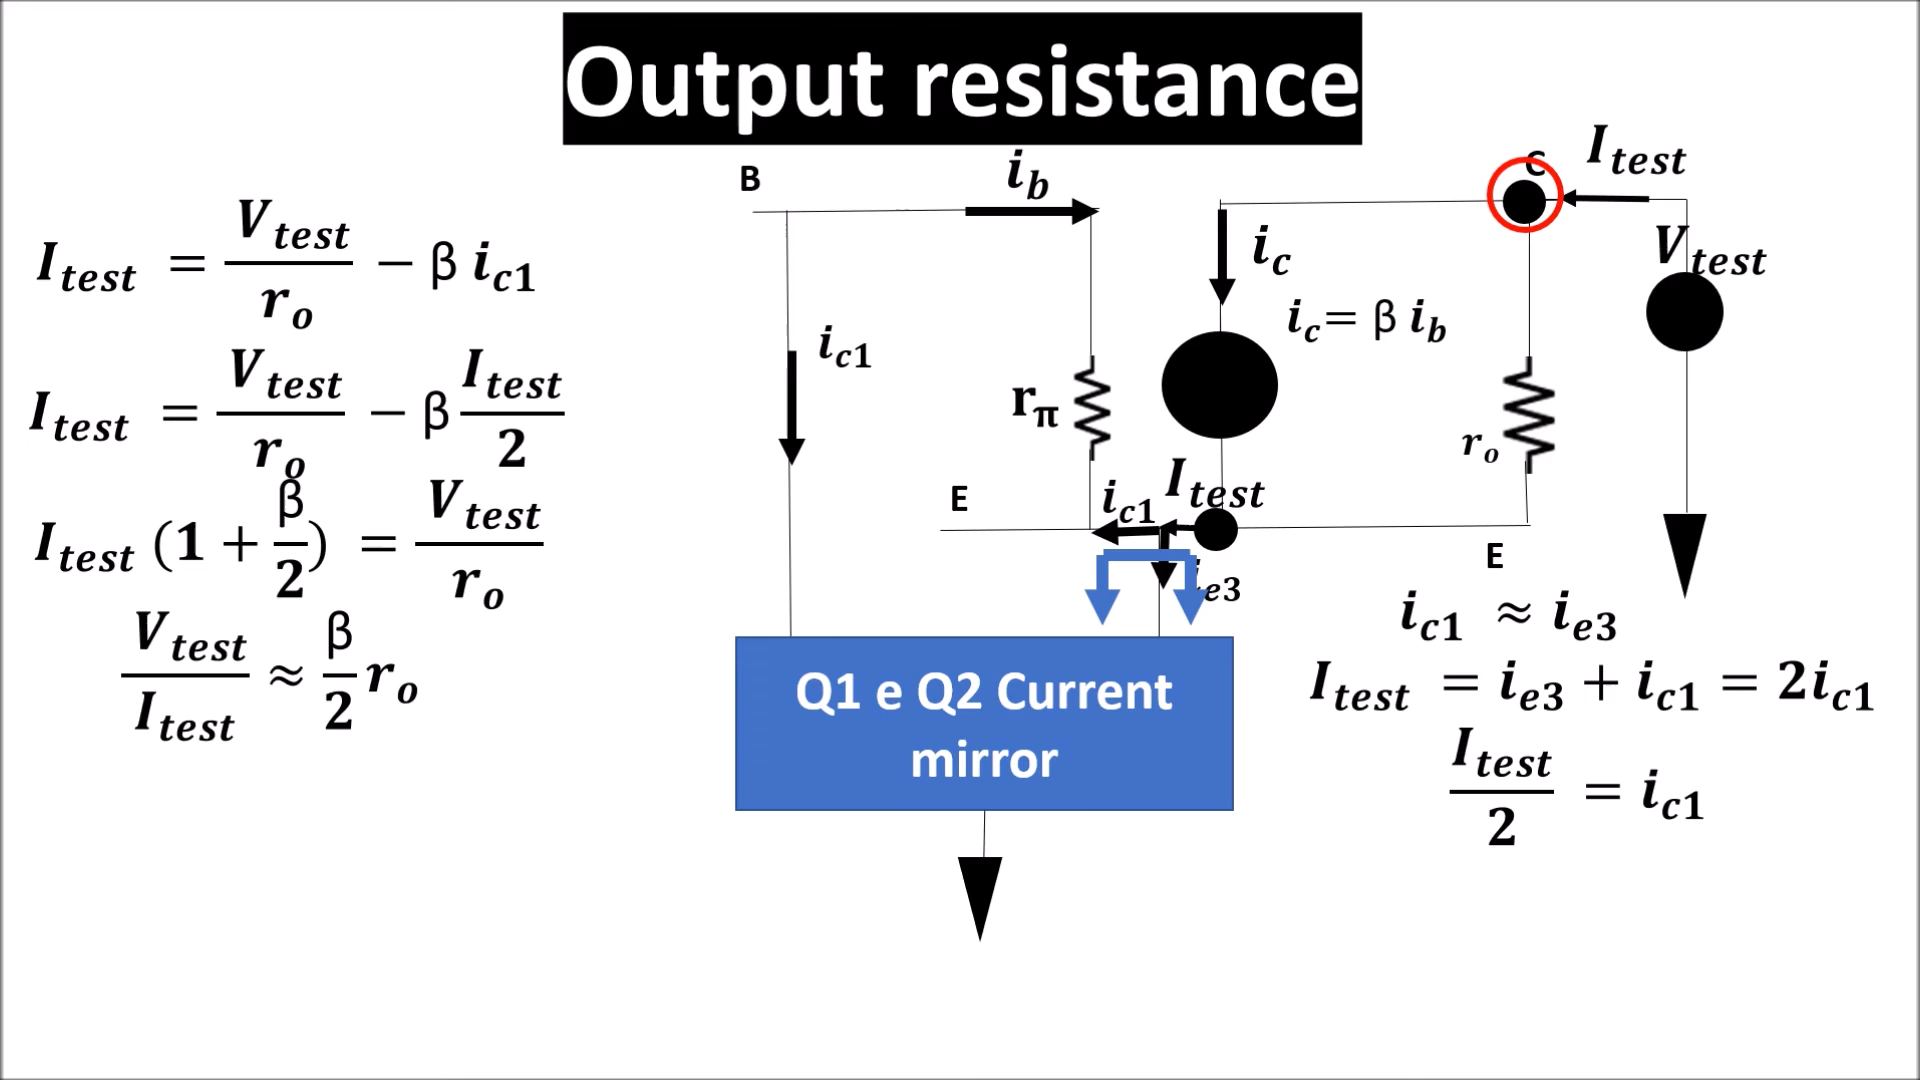 Output resistance
I_test = V_test / r_o − β i_c1
I_test = V_test / r_o − β I_test / 2
I_test (1 + β / 2) = V_test / r_o
V_test / I_test ≈ β / 2 r_o
B
i_b
i_c1
r_π
E
i_c
i_c = β i_b
C
I_test
V_test
r_o
i_c1
I_test
i_e3
E
Q1 e Q2 Current
mirror
i_c1 ≈ i_e3
I_test = i_e3 + i_c1 = 2i_c1
I_test / 2 = i_c1